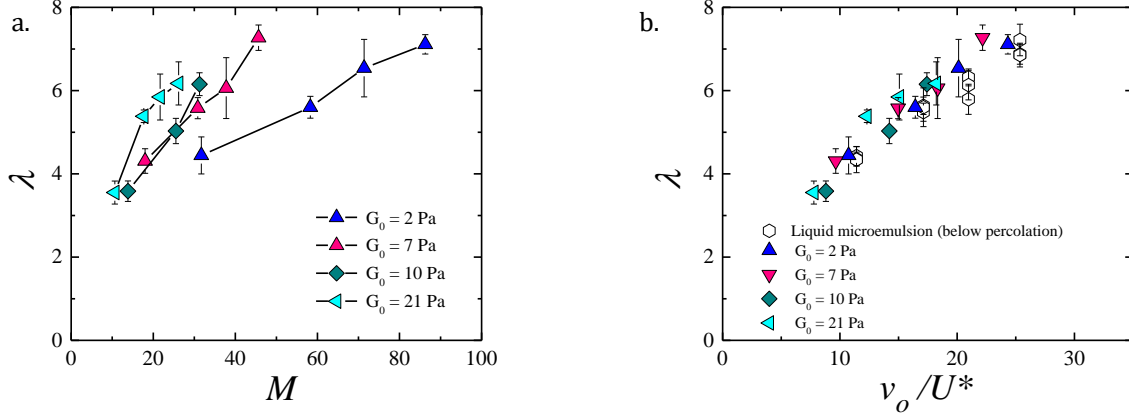 a.
8
6
4
2
0
λ
0 20 40 60 80 100
M
G₀ = 2 Pa
G₀ = 7 Pa
G₀ = 10 Pa
G₀ = 21 Pa
b.
8
6
4
2
0
λ
0 10 20 30
v₀/U*
Liquid microemulsion (below percolation)
G₀ = 2 Pa
G₀ = 7 Pa
G₀ = 10 Pa
G₀ = 21 Pa